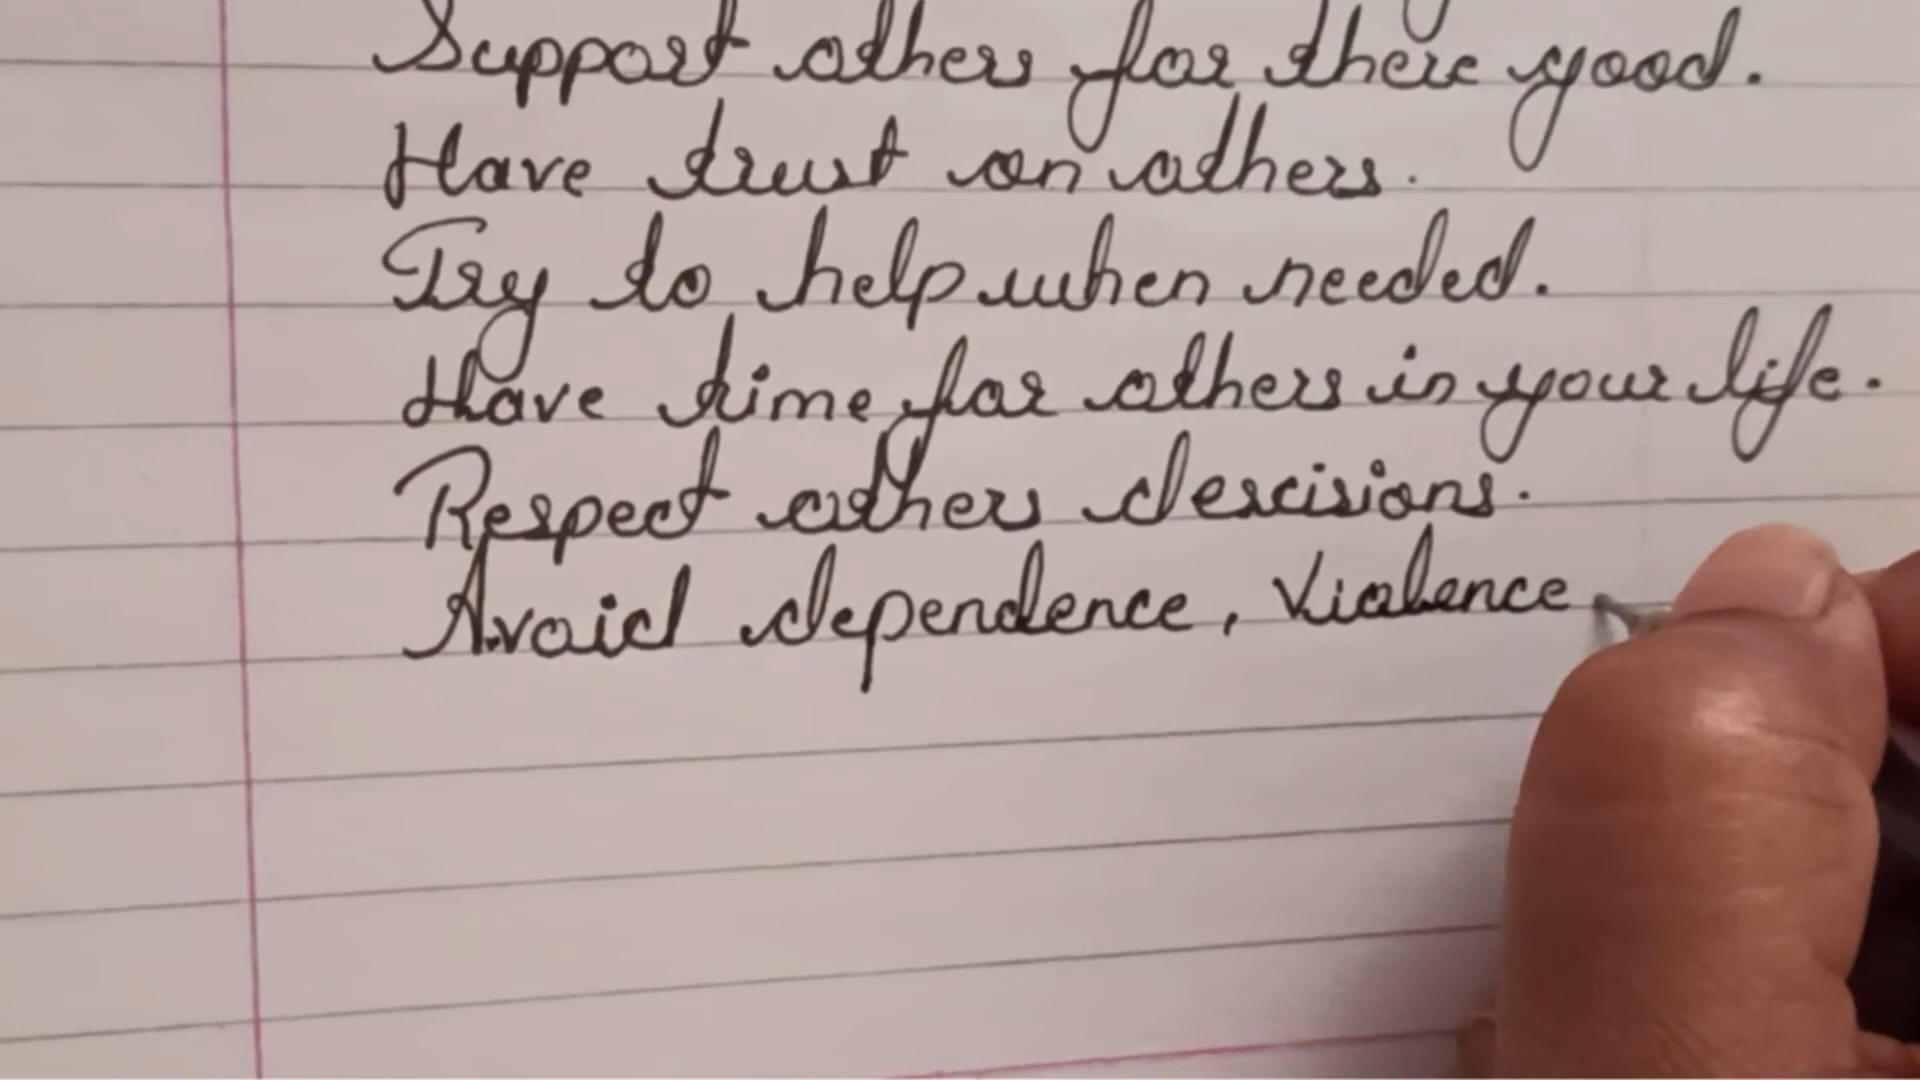 Support others for there good.
Have trust on others.
Try to help when needed.
Have time for others in your life.
Respect others descisions.
Avoid dependence, Violence